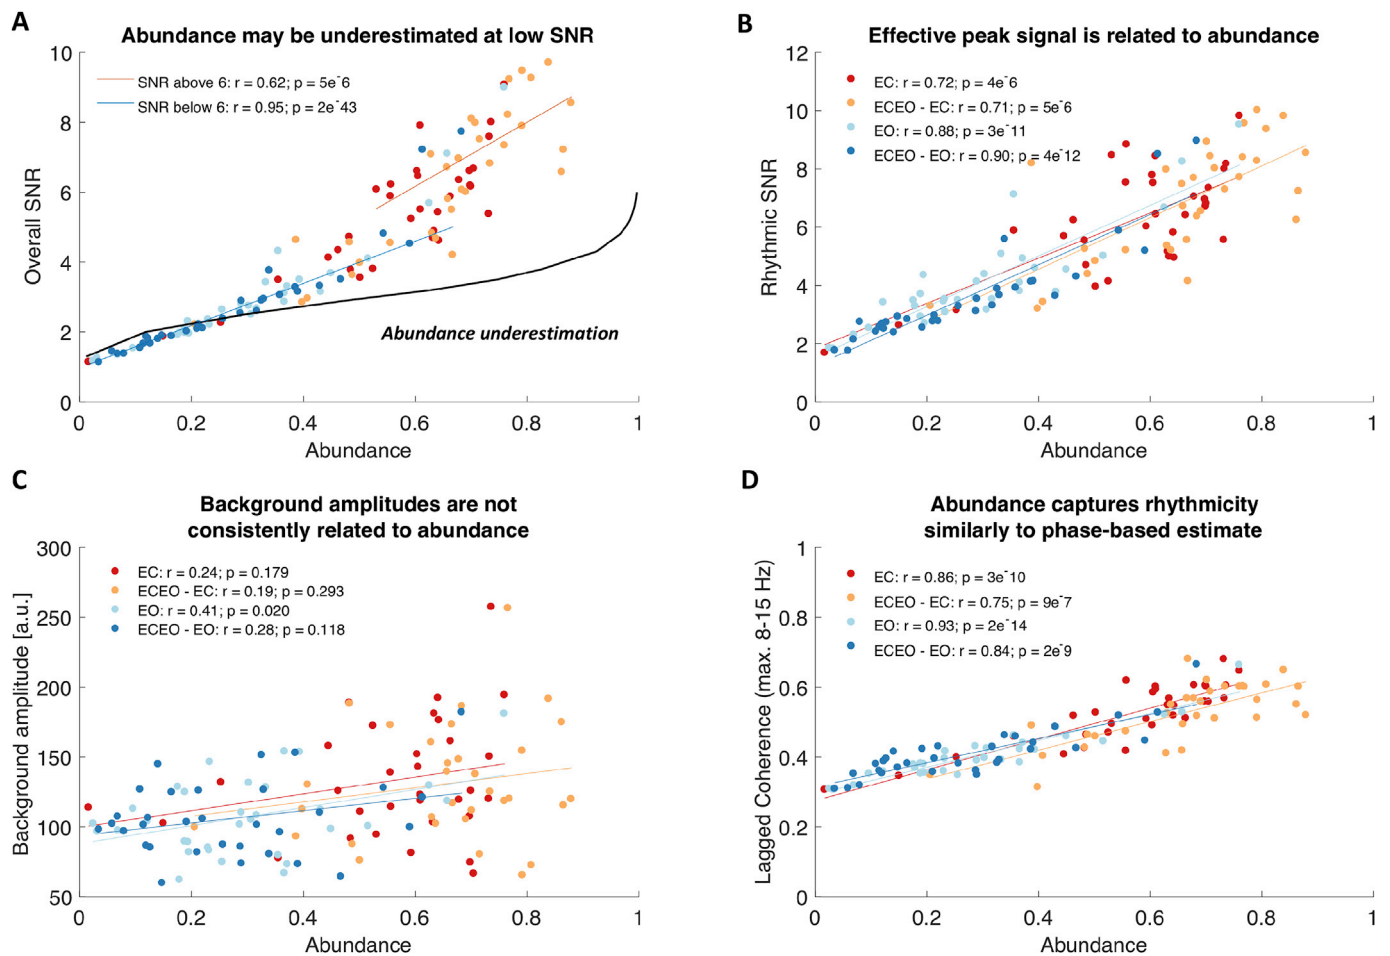 A
Abundance may be underestimated at low SNR
10
8
6
4
2
0
Overall SNR
SNR above 6: r = 0.62; p = 5e-6
SNR below 6: r = 0.95; p = 2e-43
Abundance underestimation
0 0.2 0.4 0.6 0.8 1
Abundance
B
Effective peak signal is related to abundance
12
10
8
6
4
2
0
Rhythmic SNR
EC: r = 0.72; p = 4e-6
ECEO - EC: r = 0.71; p = 5e-6
EO: r = 0.88; p = 3e-11
ECEO - EO: r = 0.90; p = 4e-12
0 0.2 0.4 0.6 0.8 1
Abundance
C
Background amplitudes are not
consistently related to abundance
300
250
200
150
100
50
Background amplitude [a.u.]
EC: r = 0.24; p = 0.179
ECEO - EC: r = 0.19; p = 0.293
EO: r = 0.41; p = 0.020
ECEO - EO: r = 0.28; p = 0.118
0 0.2 0.4 0.6 0.8 1
Abundance
D
Abundance captures rhythmicity
similarly to phase-based estimate
1
0.8
0.6
0.4
0.2
0
Lagged Coherence (max. 8-15 Hz)
EC: r = 0.86; p = 3e-10
ECEO - EC: r = 0.75; p = 9e-7
EO: r = 0.93; p = 2e-14
ECEO - EO: r = 0.84; p = 2e-9
0 0.2 0.4 0.6 0.8 1
Abundance